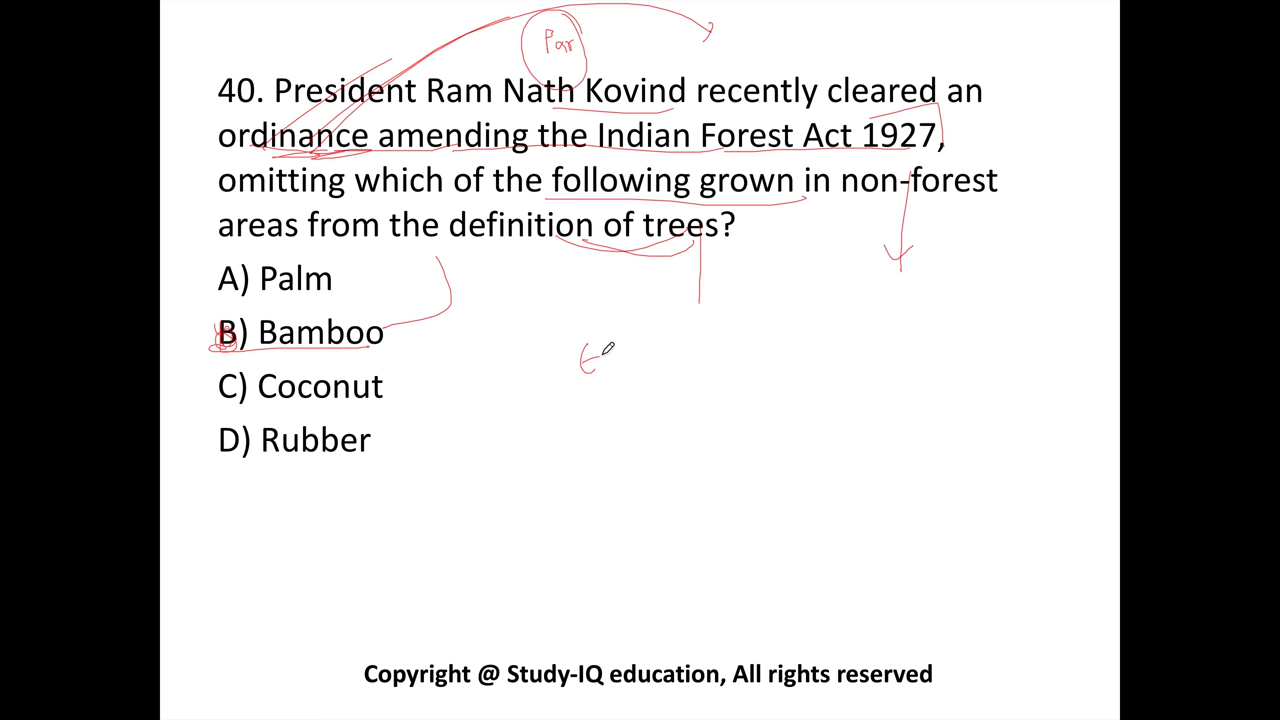 Par
40. President Ram Nath Kovind recently cleared an
ordinance amending the Indian Forest Act 1927,
omitting which of the following grown in non-forest
areas from the definition of trees?
A) Palm
B) Bamboo
C) Coconut
D) Rubber
Copyright @ Study-IQ education, All rights reserved